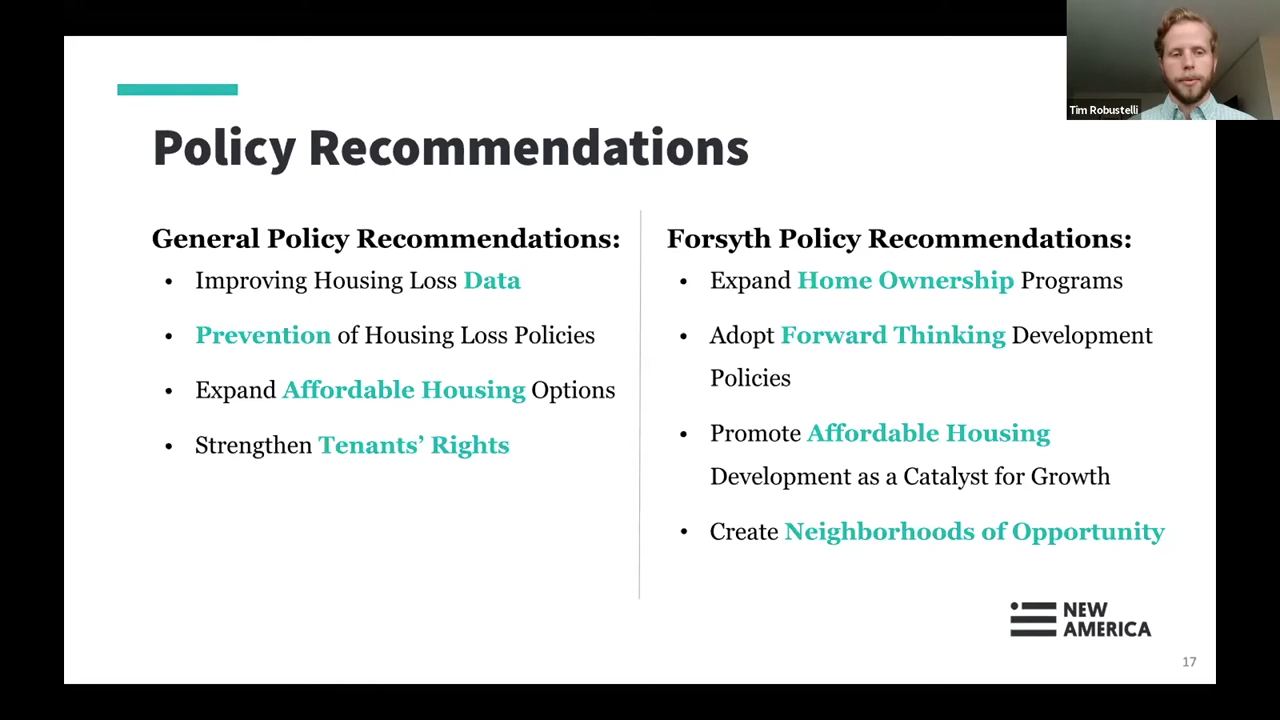 Tim Robustelli
Policy Recommendations
General Policy Recommendations:
• Improving Housing Loss Data
• Prevention of Housing Loss Policies
• Expand Affordable Housing Options
• Strengthen Tenants’ Rights
Forsyth Policy Recommendations:
• Expand Home Ownership Programs
• Adopt Forward Thinking Development
Policies
• Promote Affordable Housing
Development as a Catalyst for Growth
• Create Neighborhoods of Opportunity
NEW
AMERICA
17